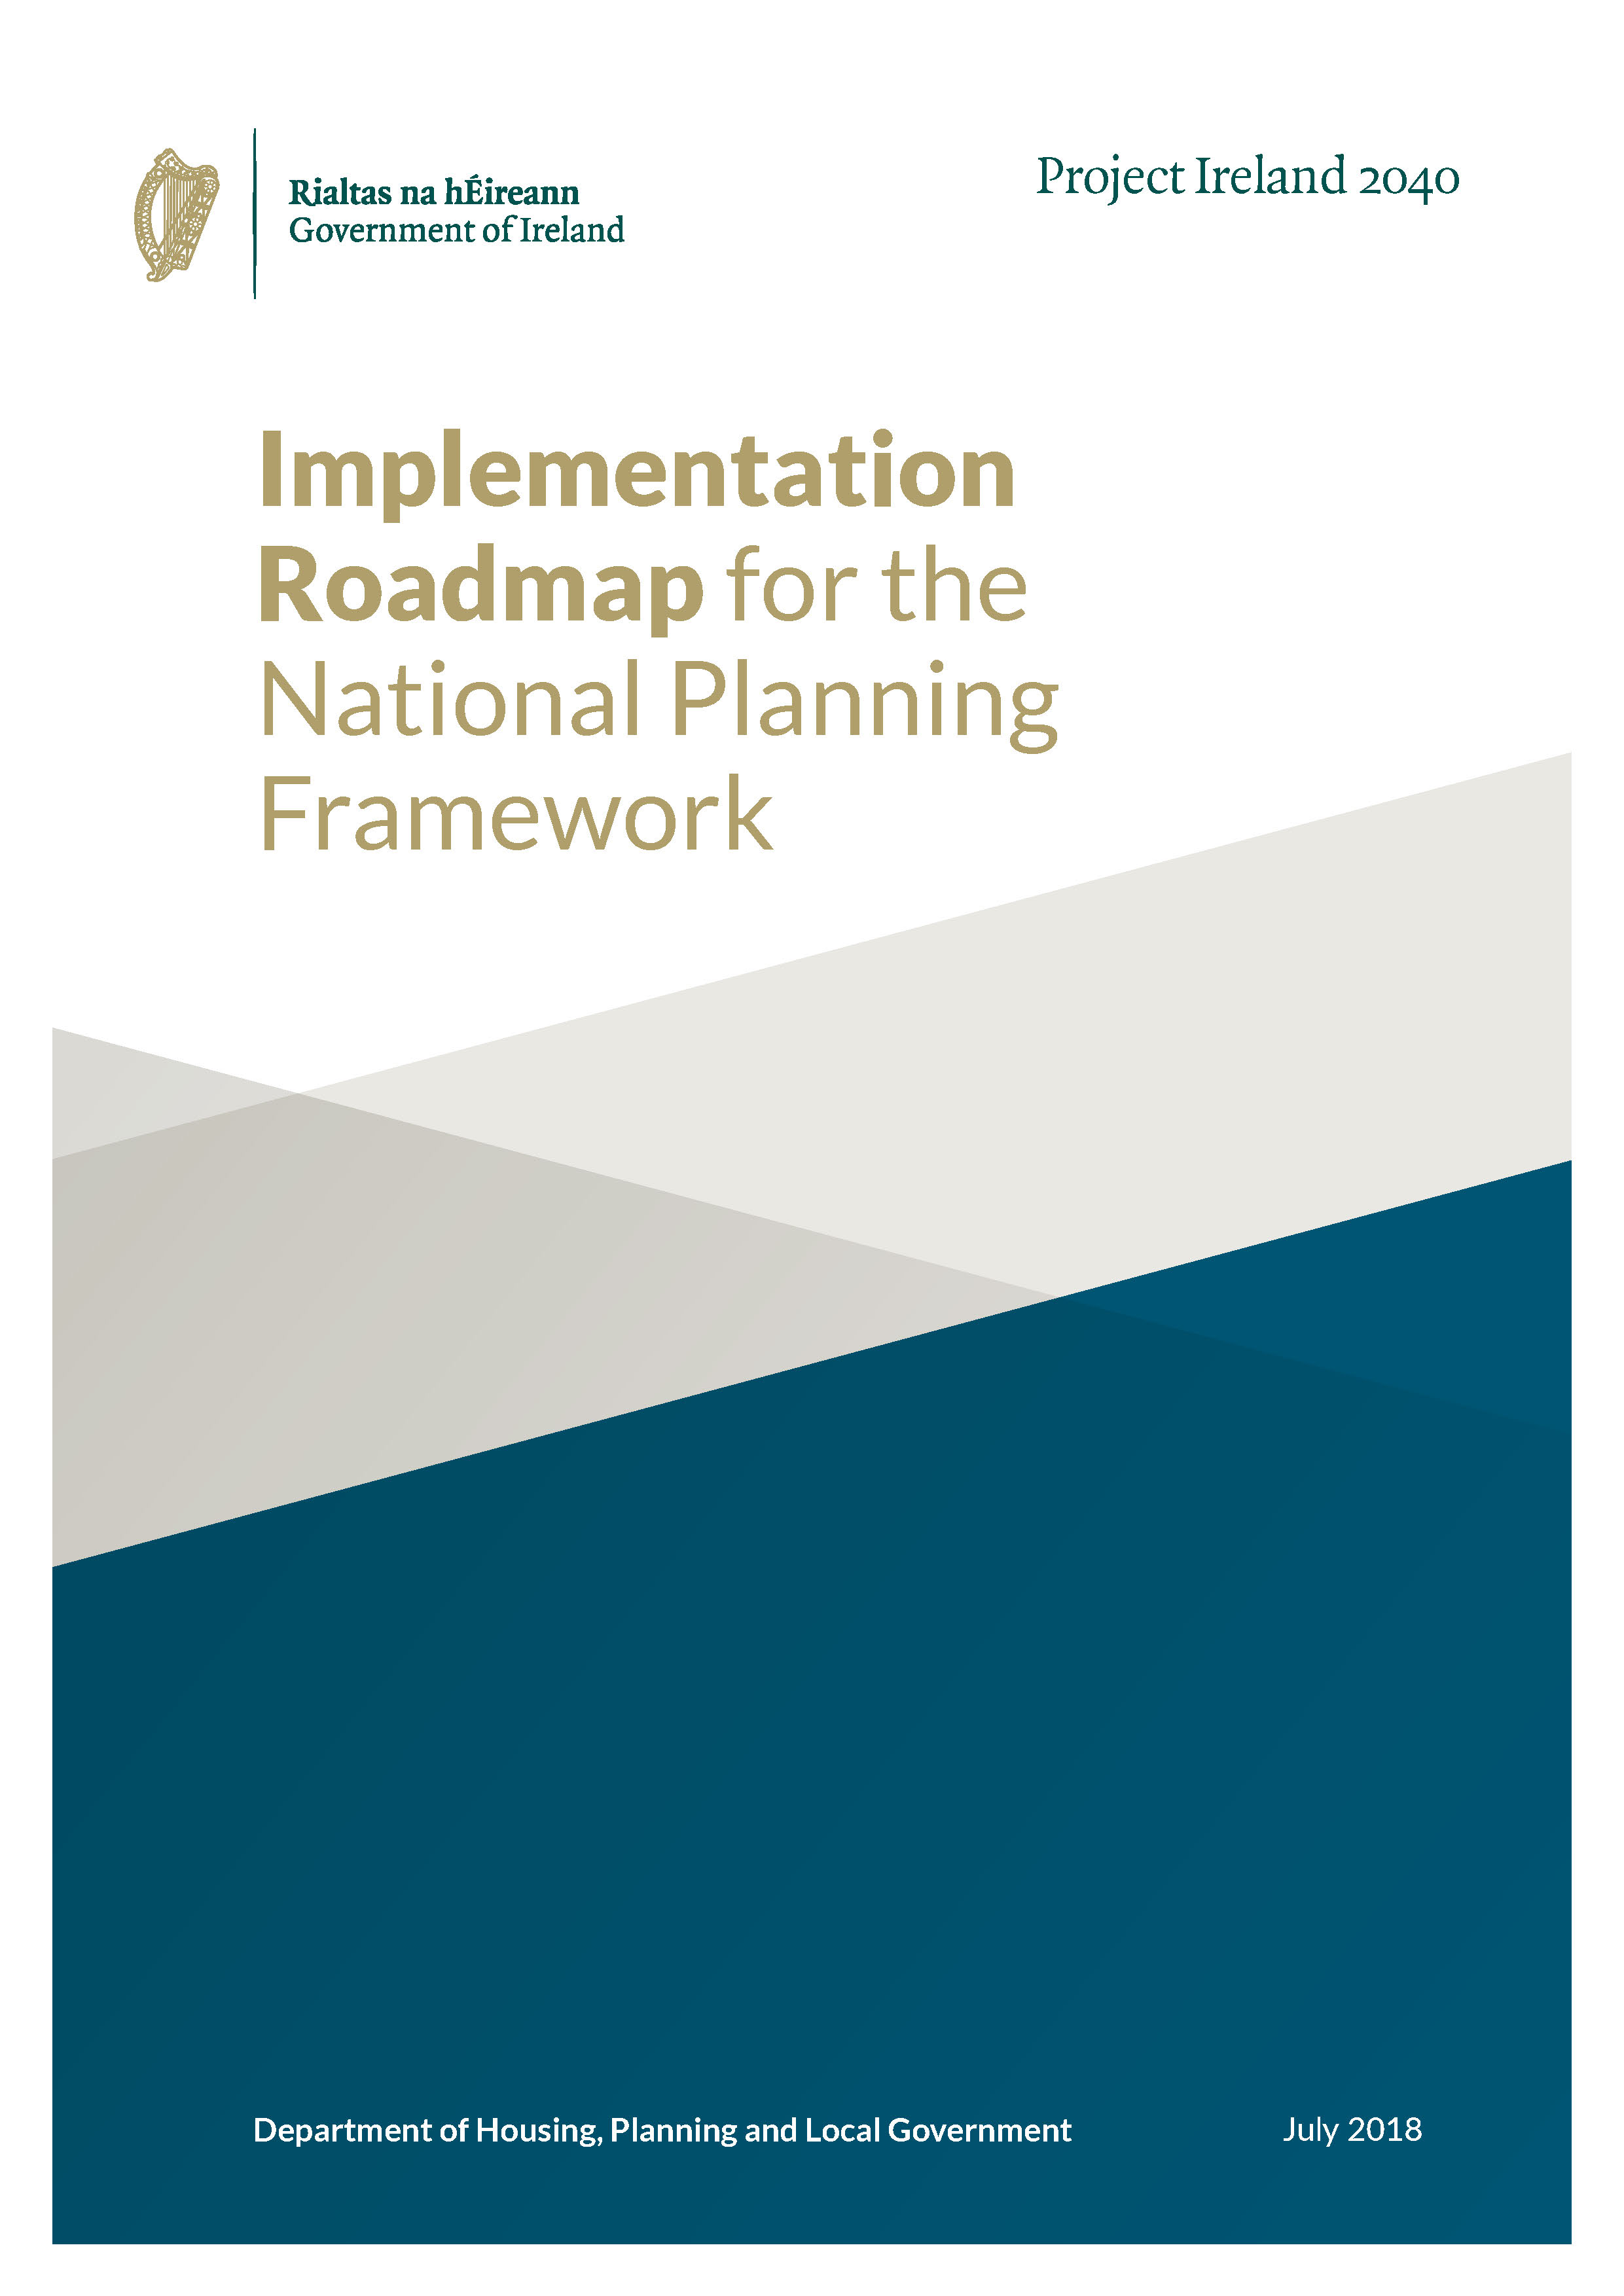 Rialtas na hÉireann
Government of Ireland
Project Ireland 2040
Implementation
Roadmap for the
National Planning
Framework
Department of Housing, Planning and Local Government
July 2018